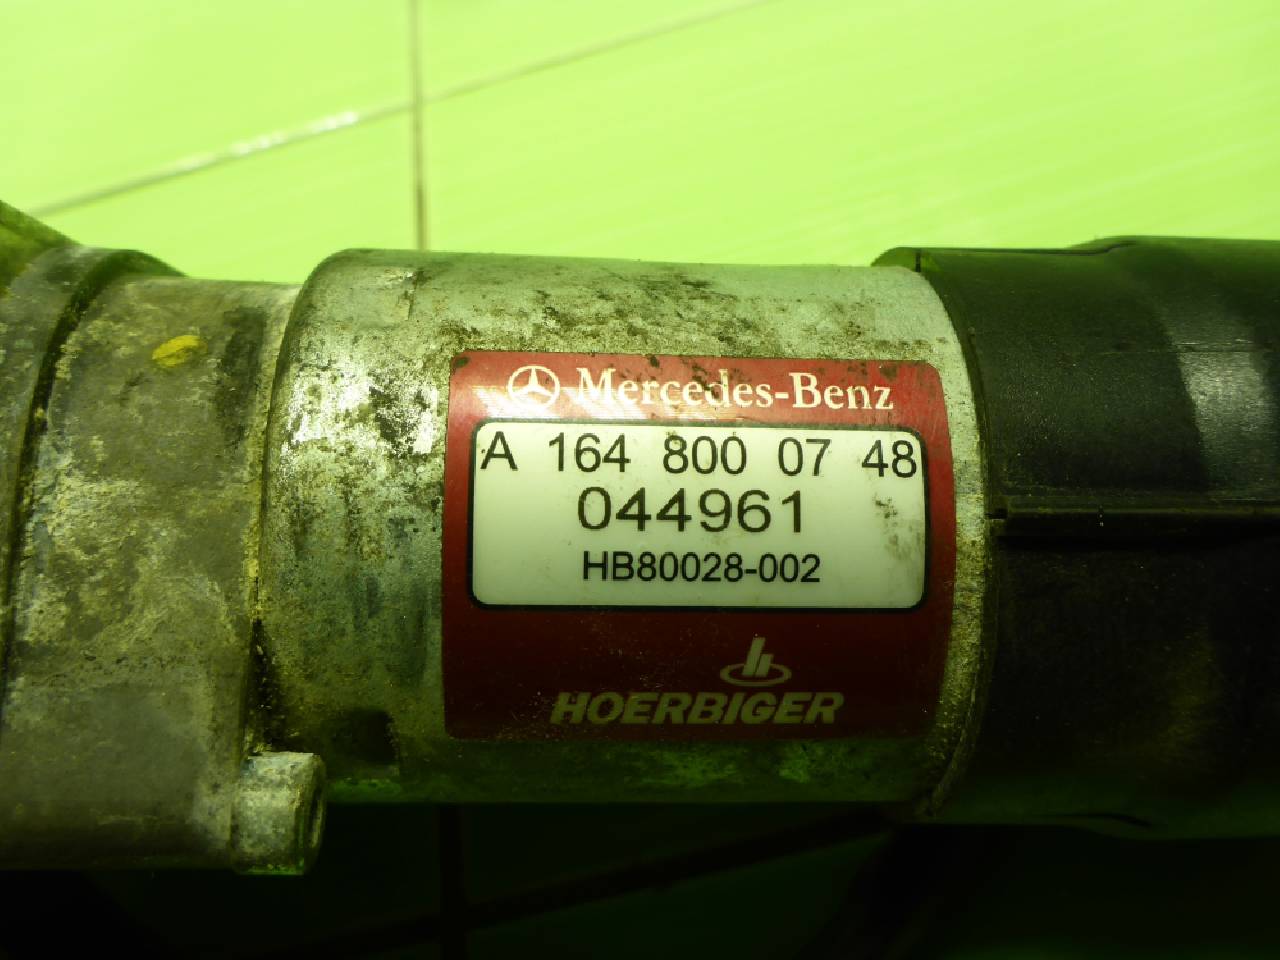 Mercedes-Benz
A 164 800 07 48
044961
HB80028-002
HOERBIGER